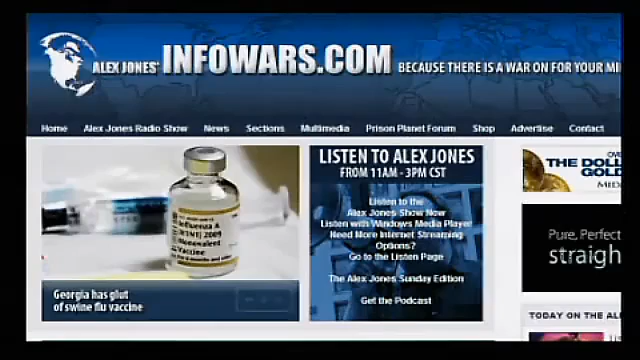 ALEX JONES' INFOWARS.COM BECAUSE THERE IS A WAR ON FOR YOUR MI
Home Alex Jones Radio Show News Sections Multimedia Prison Planet Forum Shop Advertise Contact
Influenza A
(H1N1) 2009
Monovalent
Vaccine
Georgia has glut
of swine flu vaccine
LISTEN TO ALEX JONES
FROM 11AM - 3PM CST
Listen to the
Alex Jones Show Now
Listen with Windows Media Player
Need More Internet Streaming
Options?
Go to the Listen Page
The Alex Jones Sunday Edition
Get the Podcast
THE DOLL
GOLD
MID
Pure, Perfect
straigh
TODAY ON THE AL